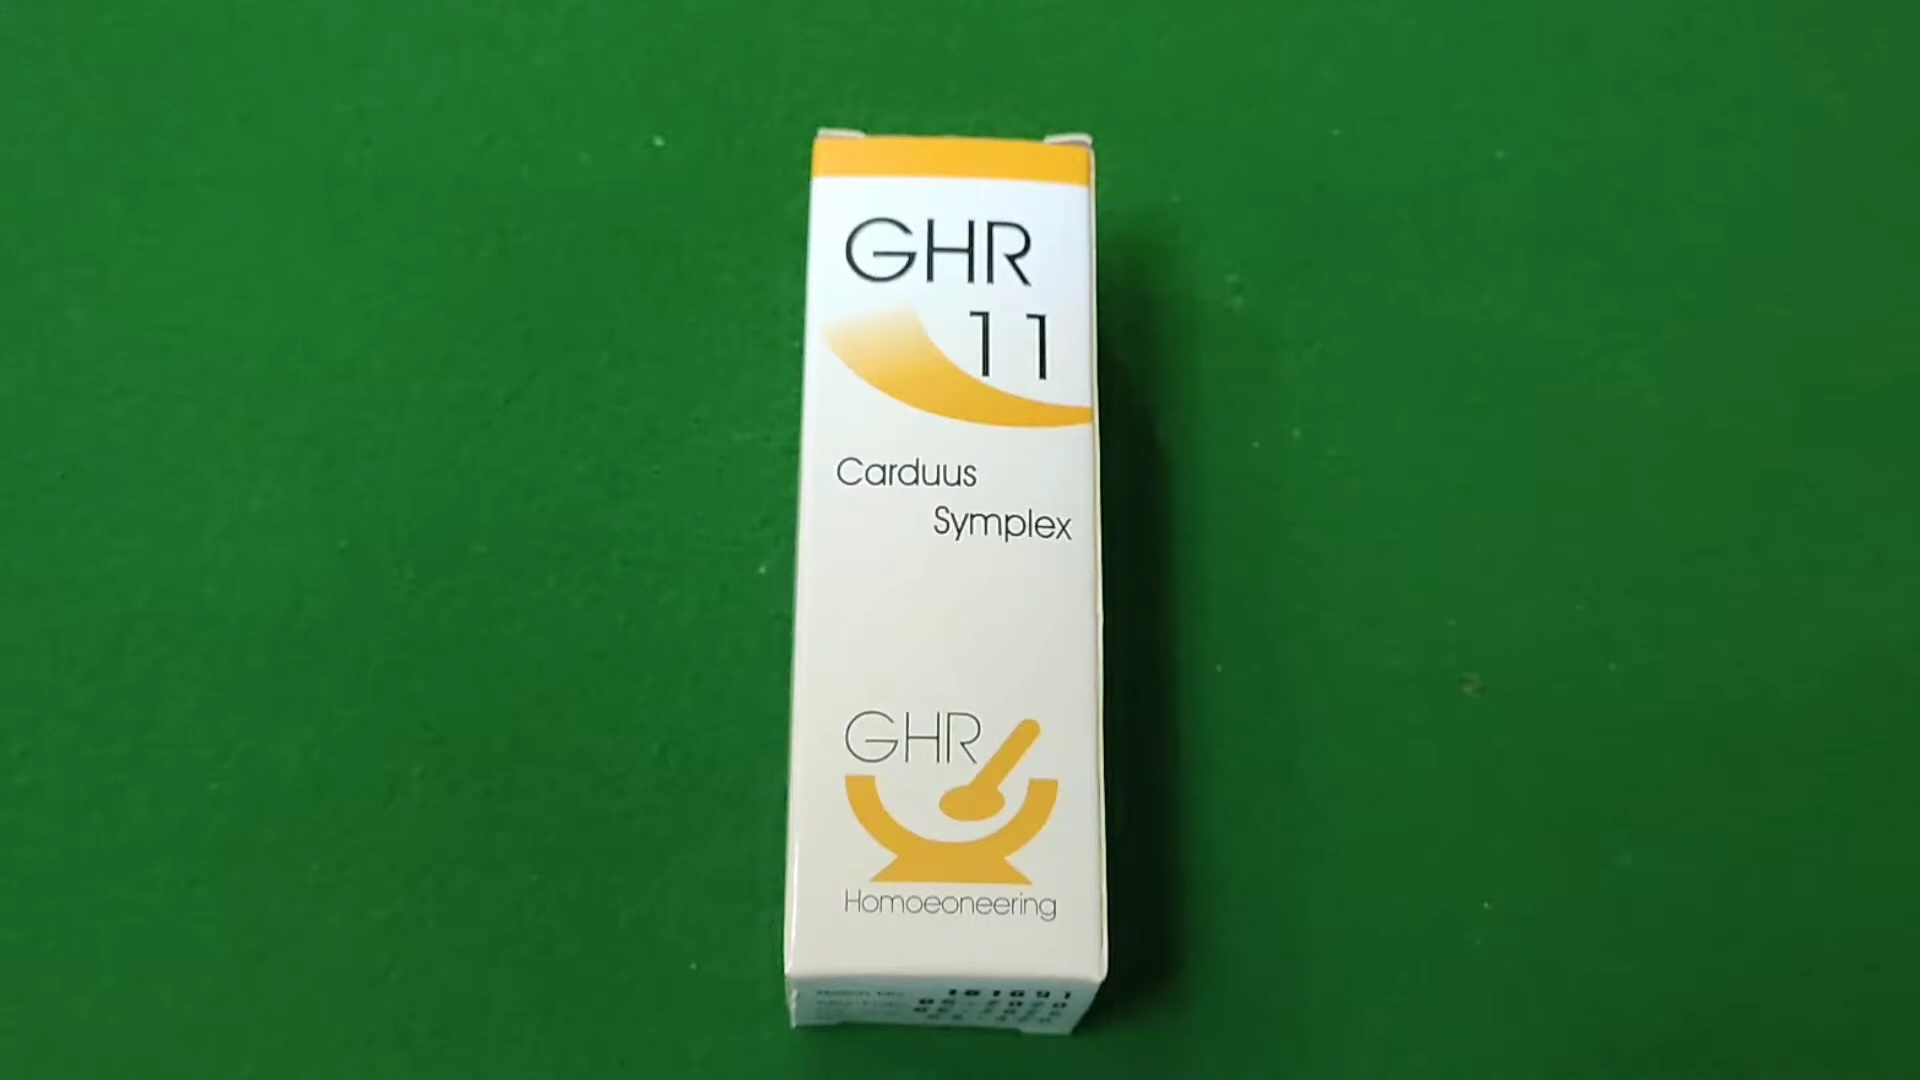 GHR
11
Carduus
Symplex
GHR
Homoeoneering